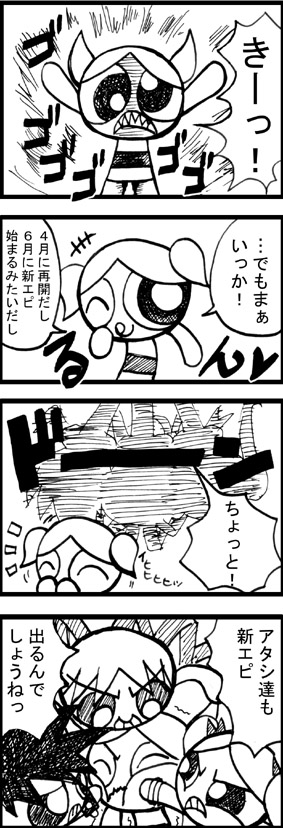 きーっ！
ゴゴゴゴゴ
…でもまぁ
いっか！
４月に再開だし
６月に新エピ
始まるみたいだし
るんっ
ドーン
ちょっと！
アタシ達も
新エピ
出るんで
しょうねっ